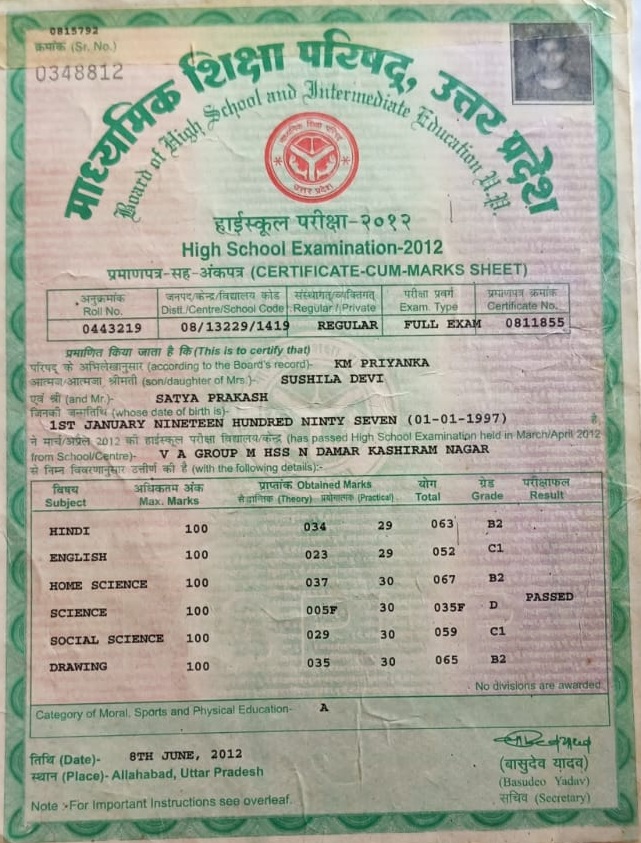 0815792
क्रमांक (Sr. No.)
0348812
माध्यमिक शिक्षा परिषद्, उत्तर प्रदेश
Board of High School and Intermediate Education U.P.
माध्यमिक शिक्षा परिषद्
उत्तर प्रदेश
हाईस्कूल परीक्षा-२०१२
High School Examination-2012
प्रमाणपत्र-सह-अंकपत्र (CERTIFICATE-CUM-MARKS SHEET)
अनुक्रमांक जनपद/केन्द्र/विद्यालय कोड संस्थागत/व्यक्तिगत परीक्षा प्रवर्ग प्रमाणपत्र क्रमांक
Roll No. Distt./Centre/School Code Regular / Private Exam. Type Certificate No.
0443219 08/13229/1419 REGULAR FULL EXAM 0811855
प्रमाणित किया जाता है कि (This is to certify that)
परिषद् के अभिलेखानुसार (according to the Board's record)- KM PRIYANKA
आत्मज/आत्मजा, श्रीमती (son/daughter of Mrs.)- SUSHILA DEVI
एवं श्री (and Mr.)- SATYA PRAKASH
जिनकी जन्मतिथि (whose date of birth is)-
1ST JANUARY NINETEEN HUNDRED NINTY SEVEN (01-01-1997) है,
ने मार्च/अप्रैल 2012 की हाईस्कूल परीक्षा विद्यालय/केन्द्र (has passed High School Examination held in March/April 2012
from School/Centre)- V A GROUP M HSS N DAMAR KASHIRAM NAGAR
से निम्न विवरणानुसार उत्तीर्ण की है (with the following details):-
विषय अधिकतम अंक प्राप्तांक Obtained Marks योग ग्रेड परीक्षाफल
Subject Max. Marks सैद्धान्तिक (Theory) प्रयोगात्मक (Practical) Total Grade Result
HINDI 100 034 29 063 B2
ENGLISH 100 023 29 052 C1
HOME SCIENCE 100 037 30 067 B2
PASSED
SCIENCE 100 005F 30 035F D
SOCIAL SCIENCE 100 029 30 059 C1
DRAWING 100 035 30 065 B2
No divisions are awarded
Category of Moral, Sports and Physical Education- A
तिथि (Date)- 8TH JUNE, 2012
स्थान (Place)- Allahabad, Uttar Pradesh
(बासुदेव यादव)
(Basudeo Yadav)
सचिव (Secretary)
Note :-For Important Instructions see overleaf.